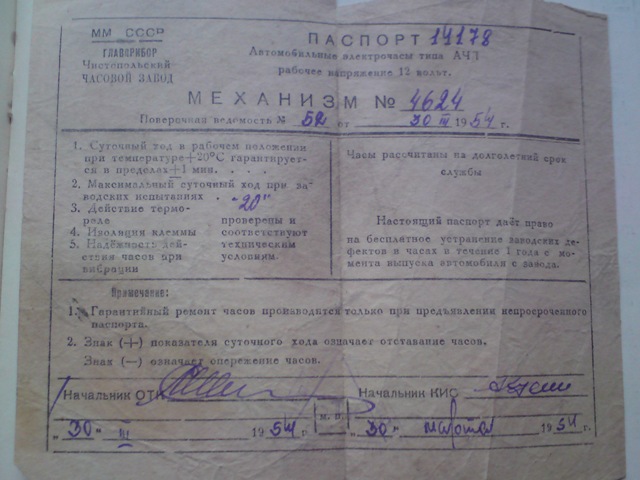 ММ СССР
ГЛАВПРИБОР
Чистопольский
ЧАСОВОЙ ЗАВОД
ПАСПОРТ 14178
Автомобильные электрочасы типа АЧП
рабочее напряжение 12 вольт.
МЕХАНИЗМ № 4624
Поверочная ведомость № 52 от 30 III 1954 г.
1. Суточный ход в рабочем положении
при температуре +20°С гарантирует-
ся в пределах ±1 мин. . . .
2. Максимальный суточный ход при за-
водских испытаниях . "20"
3. Действие термо-
реле
4. Изоляция клеммы
5. Надёжность дей-
ствия часов при
вибрации
проверены и
соответствуют
техническим
условиям.
Часы рассчитаны на долголетний срок
службы
Настоящий паспорт даёт право
на бесплатное устранение заводских де-
фектов в часах в течение 1 года с мо-
мента выпуска автомобиля с завода.
Примечание:
1. Гарантийный ремонт часов производится только при предъявлении непросроченного
паспорта.
2. Знак (+) показателя суточного хода означает отставание часов.
Знак (—) означает опережение часов.
Начальник ОТК
Начальник КИС
„30" III 1954 г.
м. п.
„30" марта 1954 г.